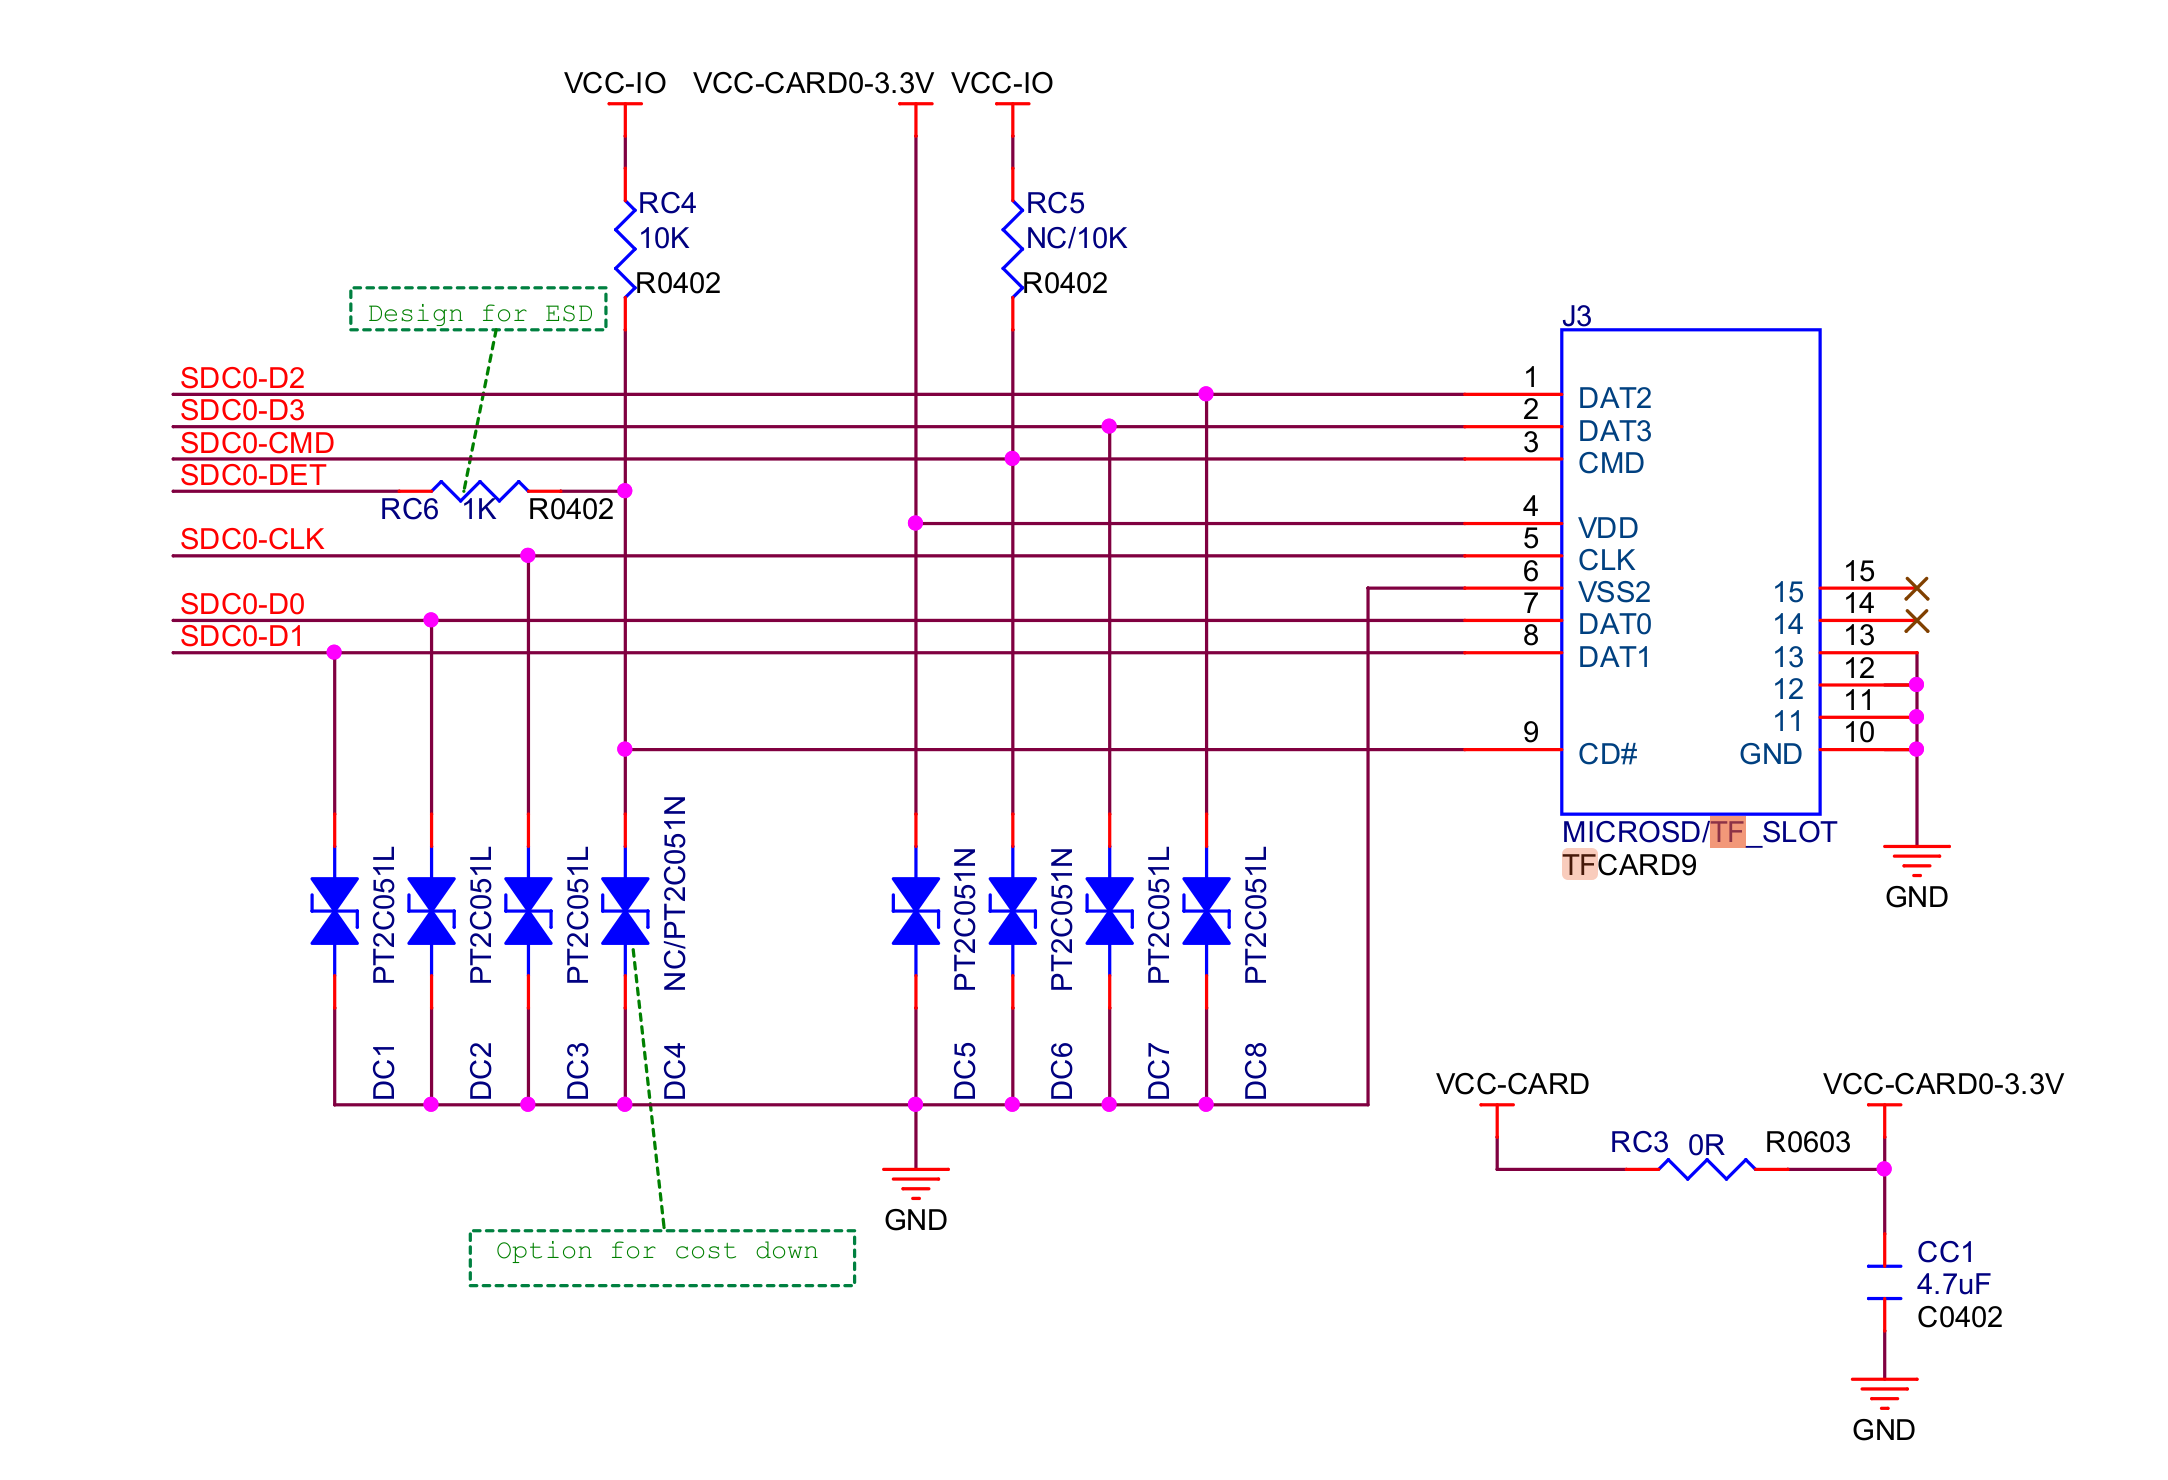 VCC-IO
VCC-CARD0-3.3V
VCC-IO
RC4
10K
R0402
RC5
NC/10K
R0402
Design for ESD
J3
SDC0-D2
SDC0-D3
SDC0-CMD
SDC0-DET
RC6
1K
R0402
SDC0-CLK
SDC0-D0
SDC0-D1
1
2
3
4
5
6
7
8
9
DAT2
DAT3
CMD
VDD
CLK
VSS2
DAT0
DAT1
CD#
15
14
13
12
11
GND
15
14
13
12
11
10
MICROSD/TF_SLOT
TFCARD9
GND
PT2C051L
PT2C051L
PT2C051L
NC/PT2C051N
PT2C051N
PT2C051N
PT2C051L
PT2C051L
DC1
DC2
DC3
DC4
DC5
DC6
DC7
DC8
GND
Option for cost down
VCC-CARD
VCC-CARD0-3.3V
RC3
0R
R0603
CC1
4.7uF
C0402
GND